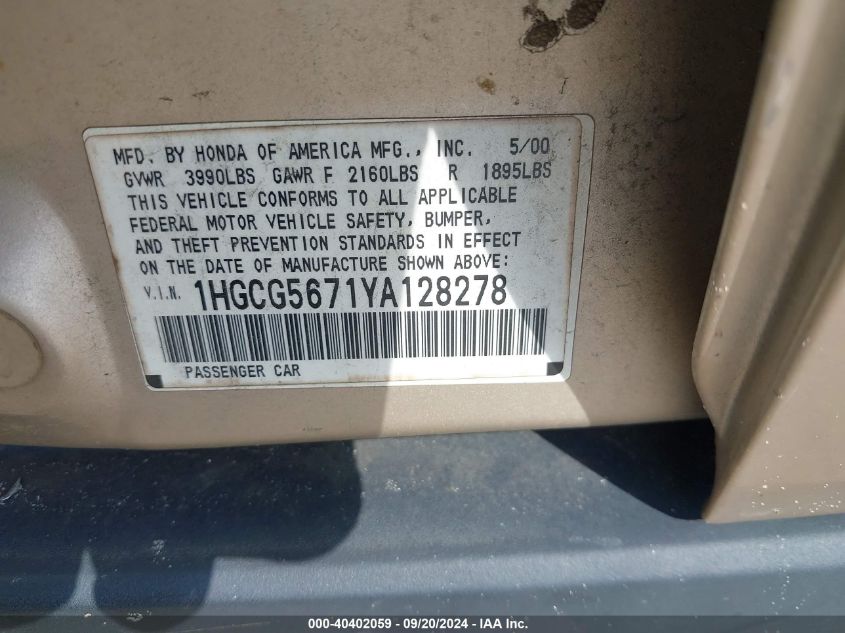 MFD. BY HONDA OF AMERICA MFG., INC. 5/00
GVWR 3990LBS GAWR F 2160LBS R 1895LBS
THIS VEHICLE CONFORMS TO ALL APPLICABLE
FEDERAL MOTOR VEHICLE SAFETY, BUMPER,
AND THEFT PREVENTION STANDARDS IN EFFECT
ON THE DATE OF MANUFACTURE SHOWN ABOVE:
V.I.N. 1HGCG5671YA128278
PASSENGER CAR
000-40402059 - 09/20/2024 - IAA Inc.